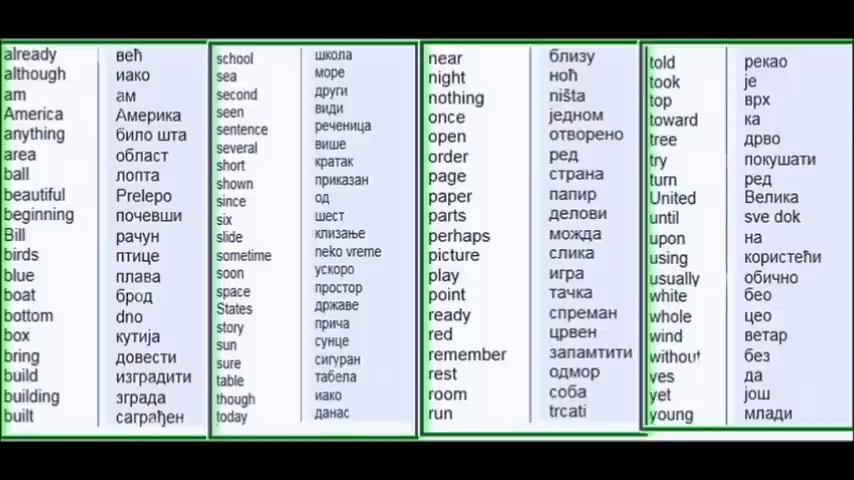 already већ
although иако
am ам
America Америка
anything било шта
area област
ball лопта
beautiful Prelepo
beginning почевши
Bill рачун
birds птице
blue плава
boat брод
bottom dno
box кутија
bring довести
build изградити
building зграда
built саграђен
school школа
sea море
second други
seen види
sentence реченица
several више
short кратак
shown приказан
since од
six шест
slide клизање
sometime neko vreme
soon ускоро
space простор
States државе
story прича
sun сунце
sure сигуран
table табела
though иако
today данас
near близу
night ноћ
nothing ništa
once једном
open отворено
order ред
page страна
paper папир
parts делови
perhaps можда
picture слика
play игра
point тачка
ready спреман
red црвен
remember запамтити
rest одмор
room соба
run trcati
told рекао
took је
top врх
toward ка
tree дрво
try покушати
turn ред
United Велика
until sve dok
upon на
using користећи
usually обично
white бео
whole цео
wind ветар
without без
yes да
yet још
young млади